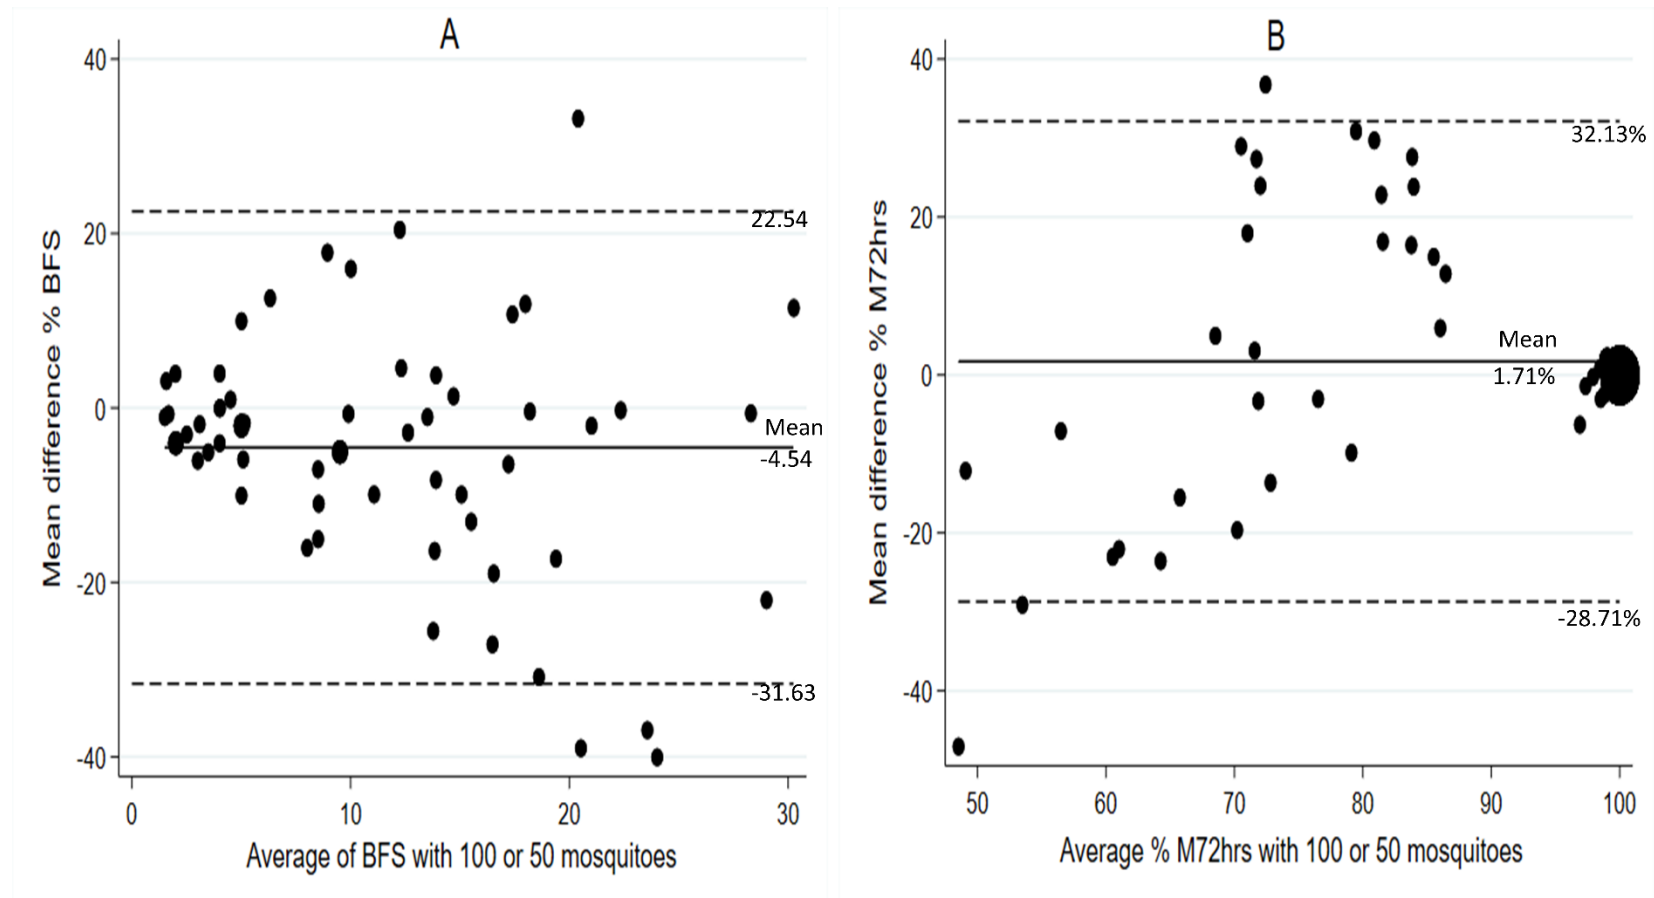 A
40
20
0
-20
-40
Mean difference % BFS
22.54
Mean
-4.54
-31.63
0 10 20 30
Average of BFS with 100 or 50 mosquitoes
B
40
20
0
-20
-40
Mean difference % M72hrs
32.13%
Mean
1.71%
-28.71%
50 60 70 80 90 100
Average % M72hrs with 100 or 50 mosquitoes